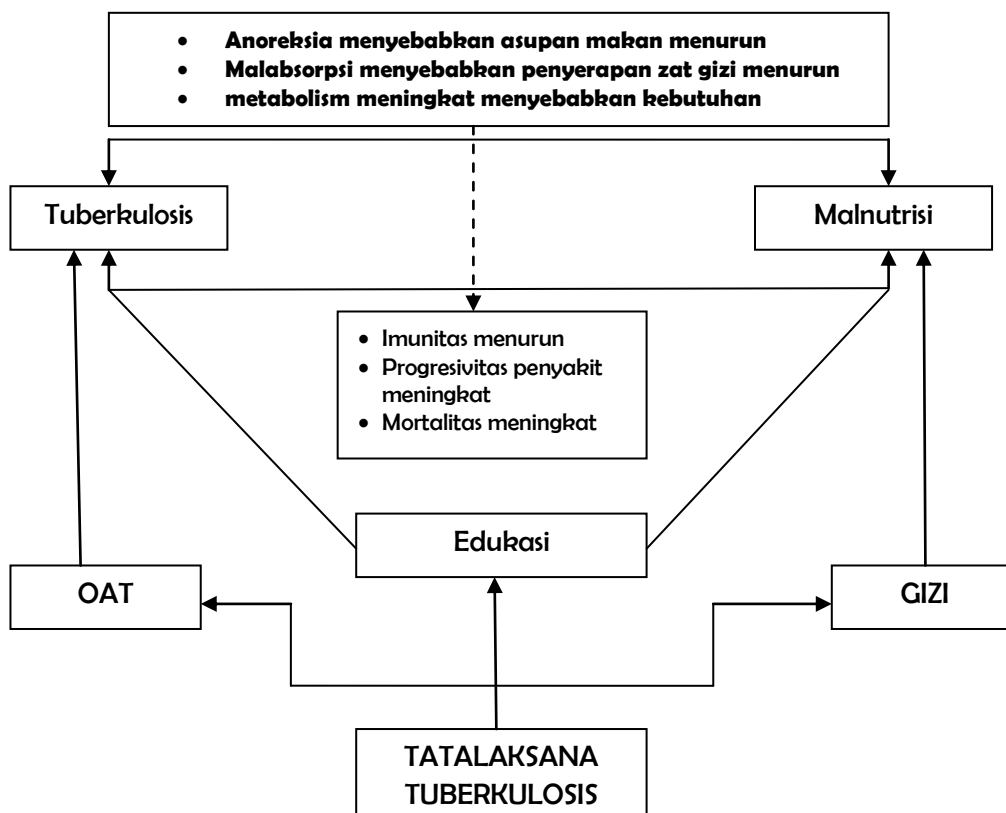 • Anoreksia menyebabkan asupan makan menurun
• Malabsorpsi menyebabkan penyerapan zat gizi menurun
• metabolism meningkat menyebabkan kebutuhan
Tuberkulosis
Malnutrisi
• Imunitas menurun
• Progresivitas penyakit
meningkat
• Mortalitas meningkat
Edukasi
OAT
GIZI
TATALAKSANA
TUBERKULOSIS